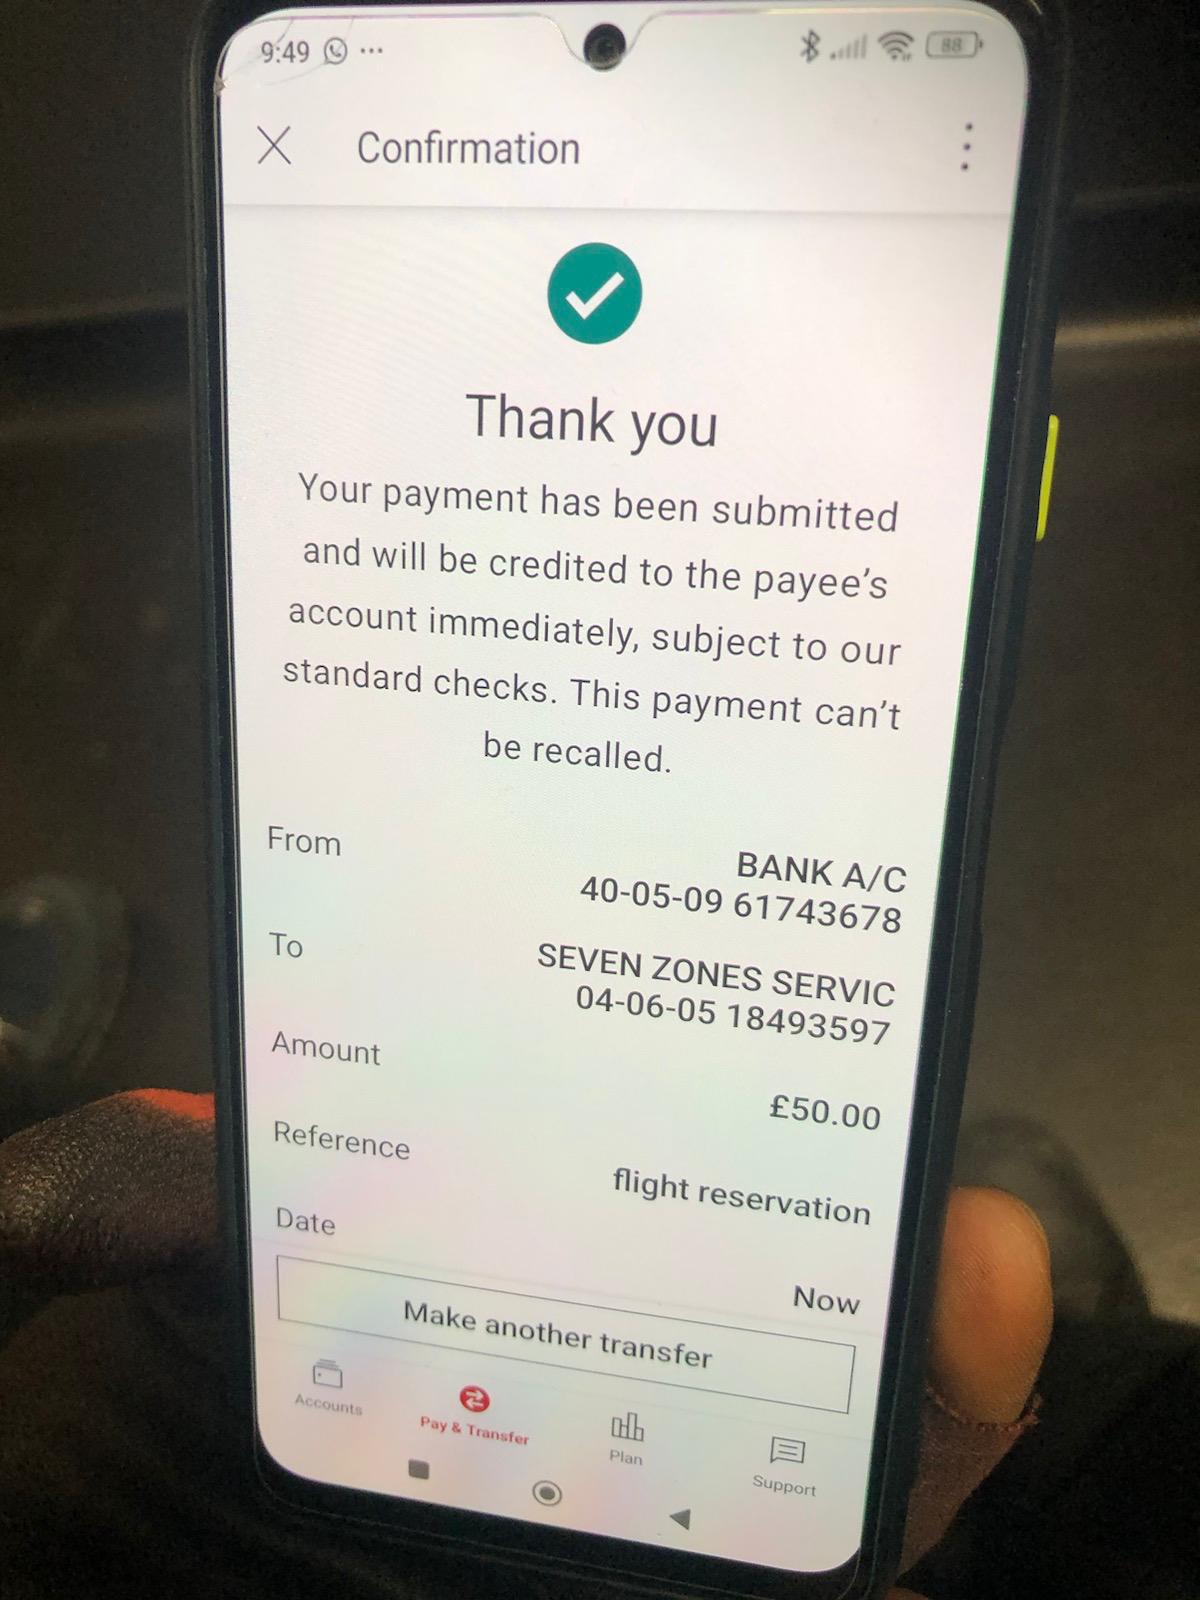 9:49 ...
88
Confirmation
Thank you
Your payment has been submitted
and will be credited to the payee's
account immediately, subject to our
standard checks. This payment can't
be recalled.
From
BANK A/C
40-05-09 61743678
To
SEVEN ZONES SERVIC
04-06-05 18493597
Amount
£50.00
Reference
flight reservation
Date
Now
Make another transfer
Accounts
Pay & Transfer
Plan
Support